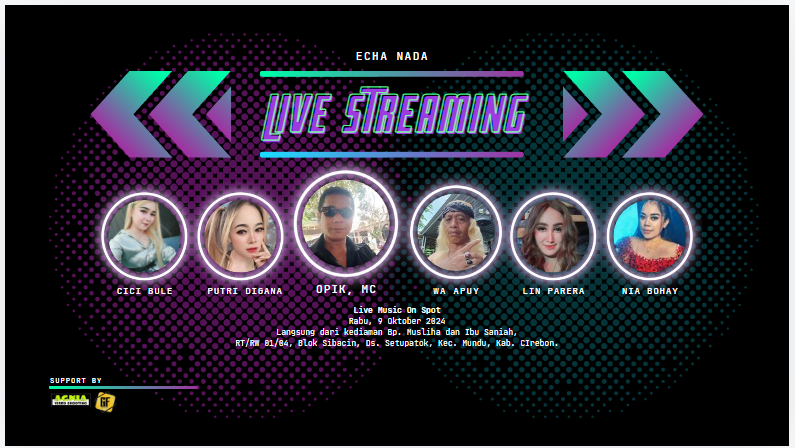 ECHA NADA
LIVE STREAMING
CICI BULE
PUTRI DIGANA
OPIK, MC
WA APUY
LIN PARERA
NIA BOHAY
Live Music On Spot
Rabu, 9 Oktober 2024
Langsung dari kediaman Bp. Musliha dan Ibu Saniah,
RT/RW 01/04, Blok Sibacin, Ds. Setupatok, Kec. Mundu, Kab. CIrebon.
SUPPORT BY
AGNIA
GF